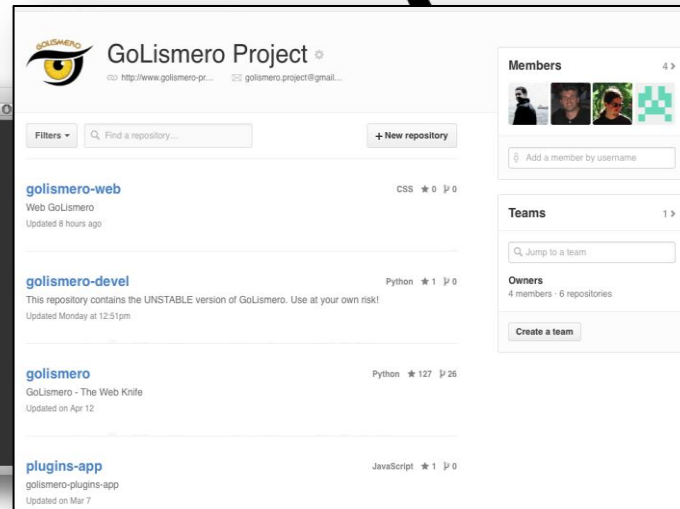 GOLISMERO
GoLismero Project
http://www.golismero-pr...
golismero.project@gmail...
Filters
Find a repository...
+ New repository
golismero-web
CSS 0 0
Web GoLismero
Updated 8 hours ago
golismero-devel
Python 1 0
This repository contains the UNSTABLE version of GoLismero. Use at your own risk!
Updated Monday at 12:51pm
golismero
Python 127 26
GoLismero - The Web Knife
Updated on Apr 12
plugins-app
JavaScript 1 0
golismero-plugins-app
Updated on Mar 7
Members 4 >
Add a member by username
Teams 1 >
Jump to a team
Owners
4 members · 6 repositories
Create a team